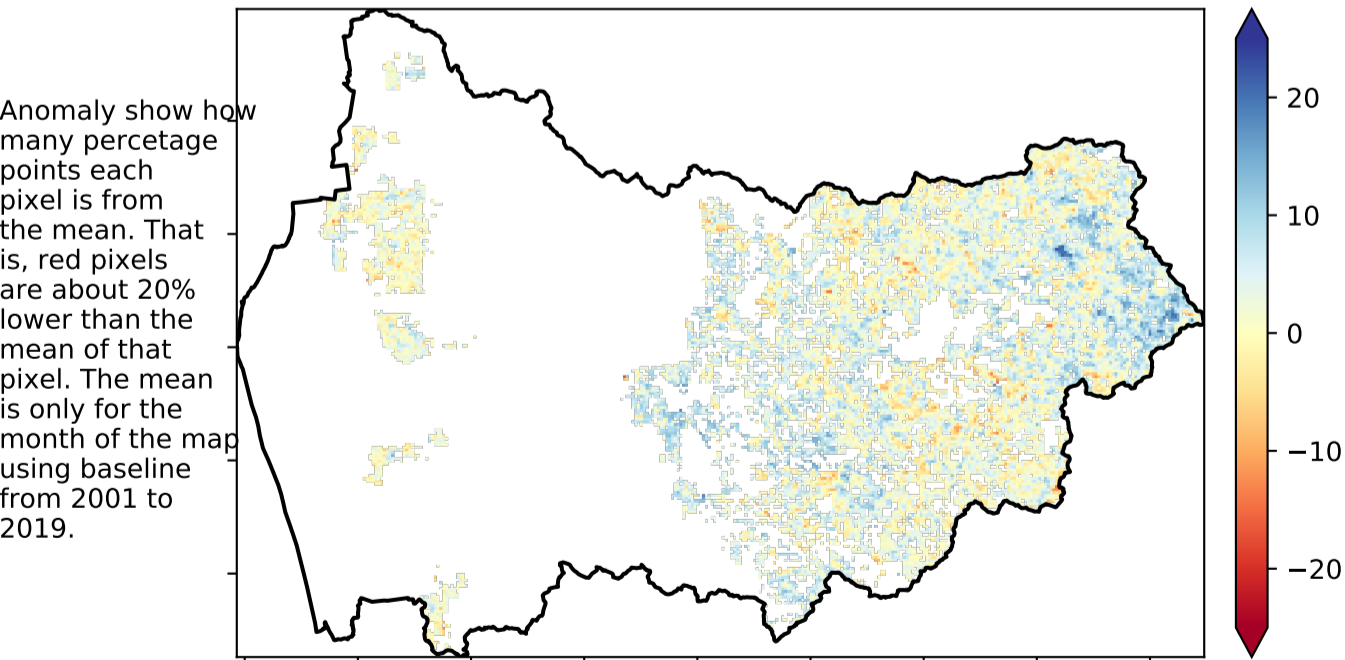 Anomaly show how
many percetage
points each
pixel is from
the mean. That
is, red pixels
are about 20%
lower than the
mean of that
pixel. The mean
is only for the
month of the map
using baseline
from 2001 to
2019.
20
10
0
−10
−20